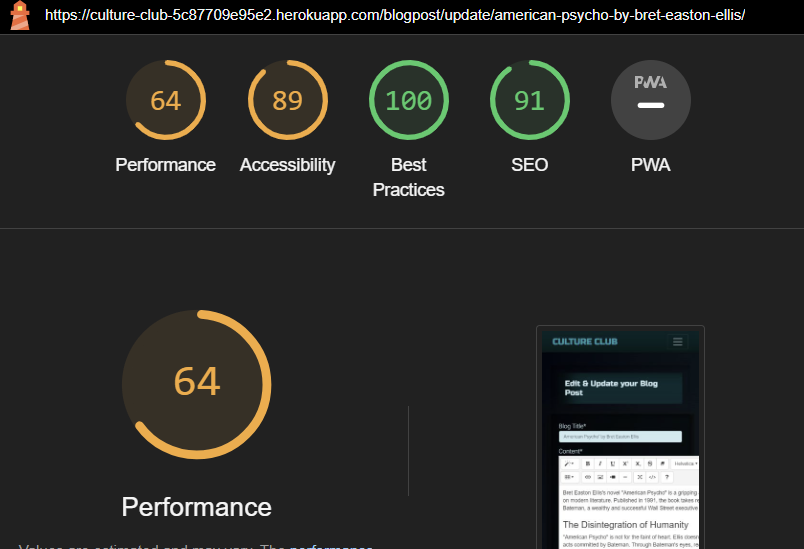 https://culture-club-5c87709e95e2.herokuapp.com/blogpost/update/american-psycho-by-bret-easton-ellis/
64 89 100 91 PWA
Performance Accessibility Best Practices SEO PWA
64
Performance
Values are estimated and may vary. The performance
CULTURE CLUB
Edit & Update your Blog
Post
Blog Title*
"American Psycho" by Bret Easton Ellis
Content*
B I U X² X₂ S Helvetica
Bret Easton Ellis's novel "American Psycho" is a gripping
on modern literature. Published in 1991, the book takes re
Bateman, a wealthy and successful Wall Street executive
The Disintegration of Humanity
"American Psycho" is not for the faint of heart. Ellis doesn
acts committed by Bateman. Through Bateman's eyes, re